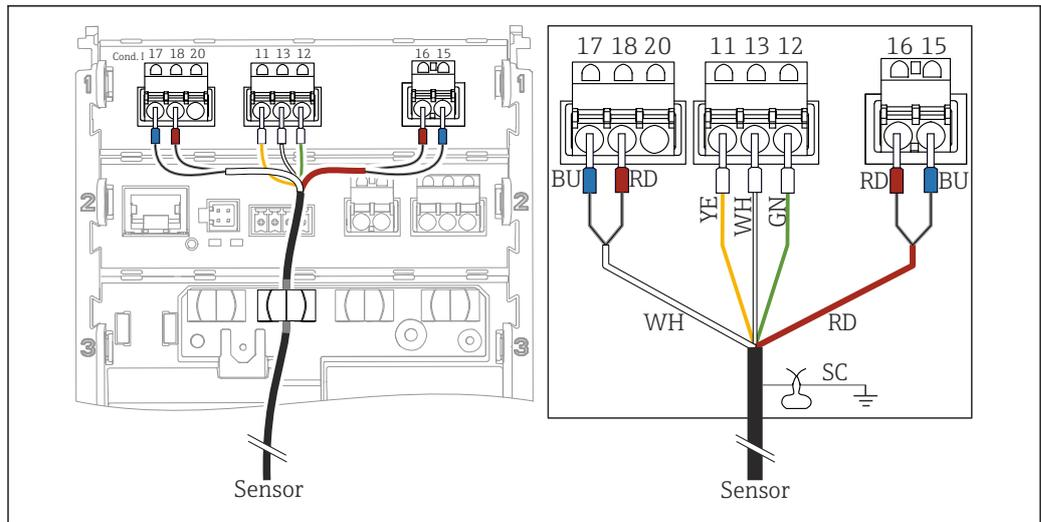 Cond. I 17 18 20 11 13 12 16 15
1 1
2 2
3 3
Sensor
17 18 20 11 13 12 16 15
BU RD YE WH GN RD BU
WH RD
SC
Sensor